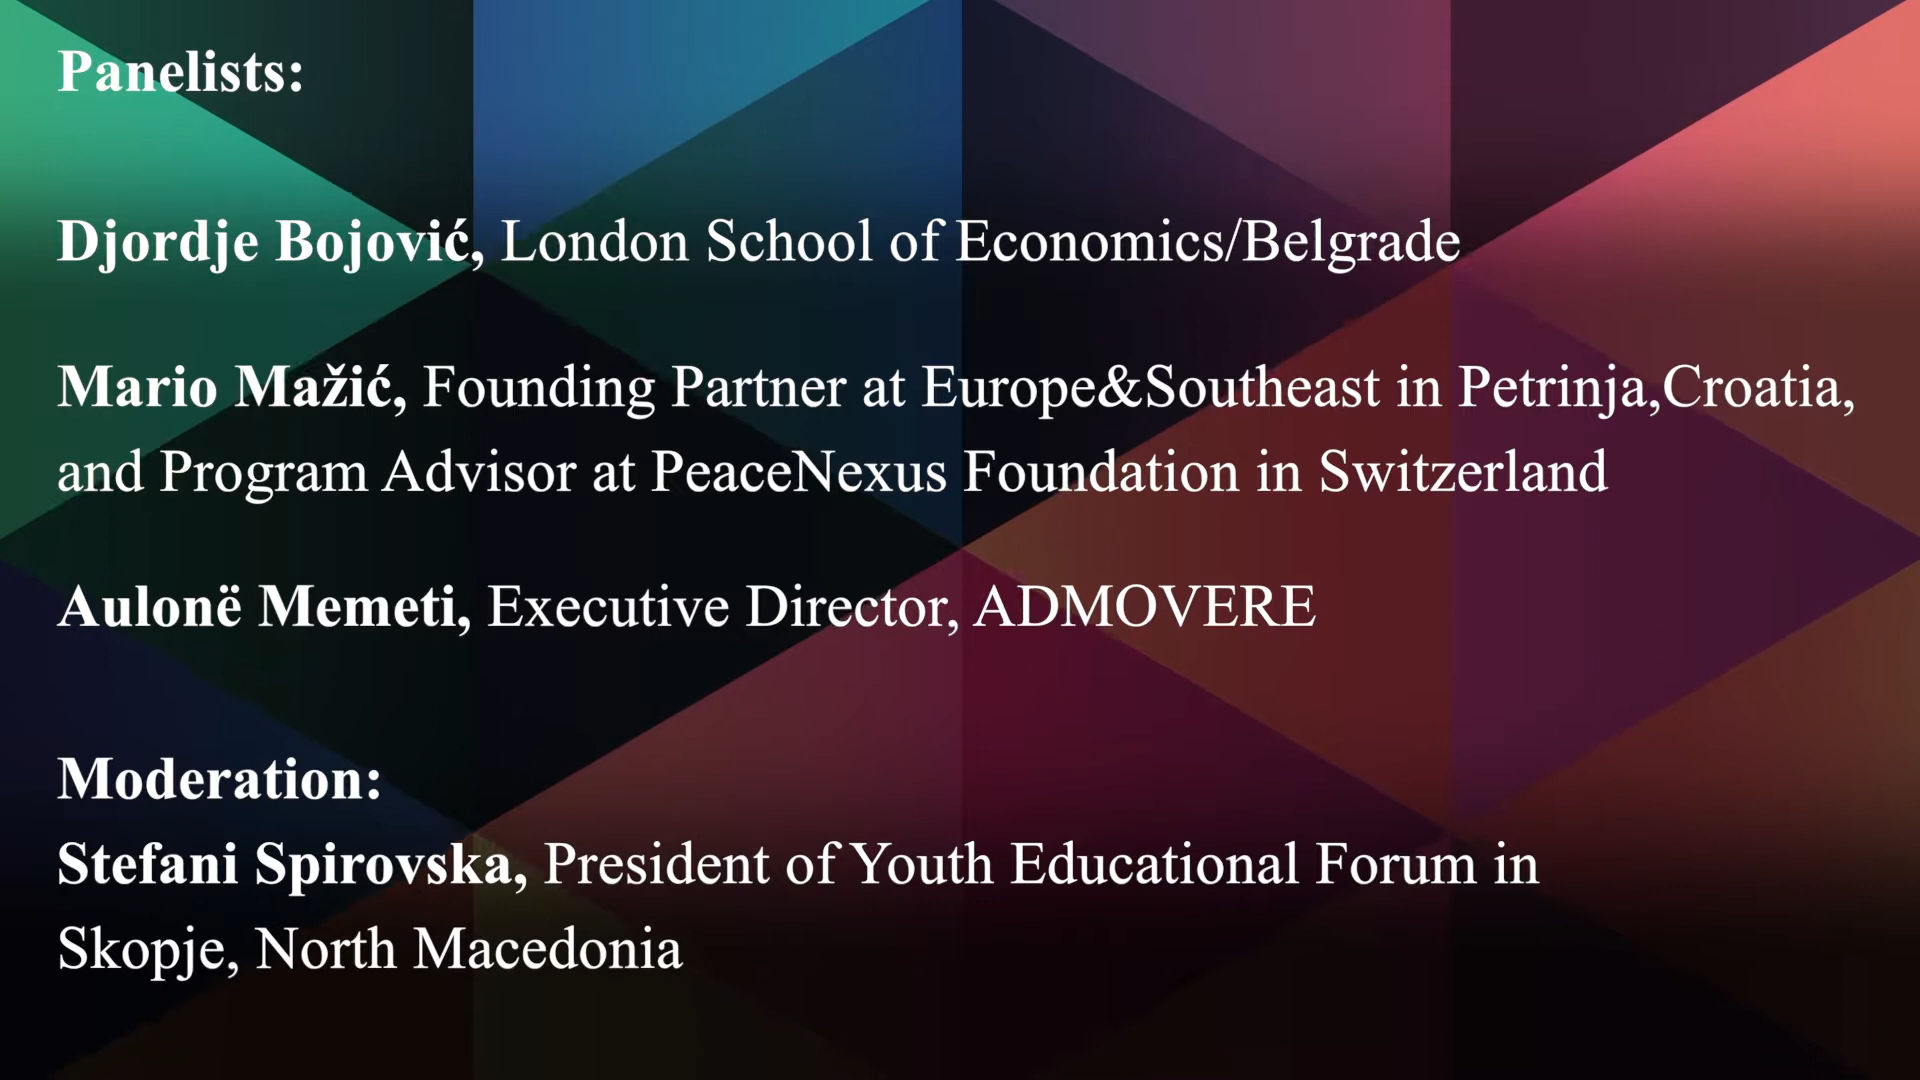 Panelists:
Djordje Bojović, London School of Economics/Belgrade
Mario Mažić, Founding Partner at Europe&Southeast in Petrinja,Croatia,
and Program Advisor at PeaceNexus Foundation in Switzerland
Aulonë Memeti, Executive Director, ADMOVERE
Moderation:
Stefani Spirovska, President of Youth Educational Forum in
Skopje, North Macedonia